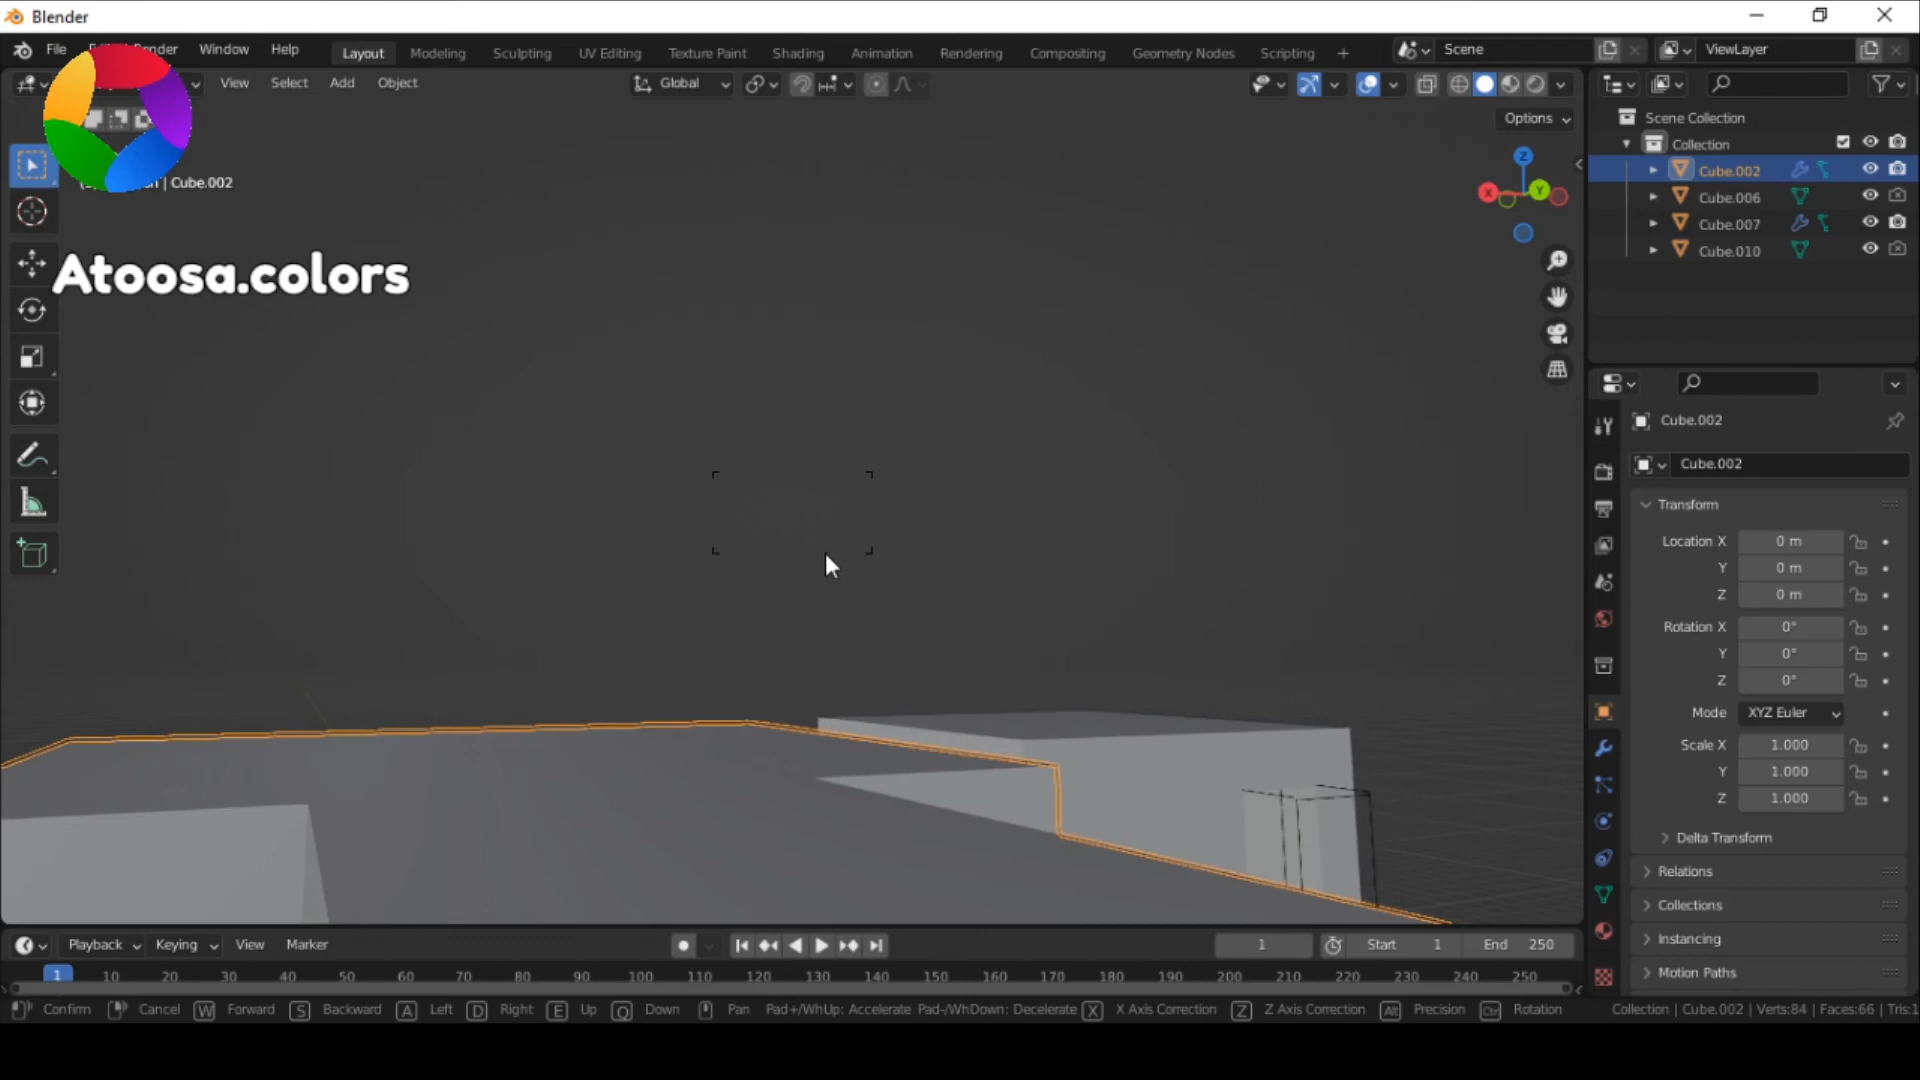 Blender
File
Render
Window
Help
Layout
Modeling
Sculpting
UV Editing
Texture Paint
Shading
Animation
Rendering
Compositing
Geometry Nodes
Scripting
Scene
ViewLayer
View
Select
Add
Object
Global
Options
| Cube.002
Atoosa.colors
X
Y
Z
Scene Collection
Collection
Cube.002
Cube.006
Cube.007
Cube.010
Cube.002
Cube.002
Transform
Location X 0 m
Y 0 m
Z 0 m
Rotation X 0°
Y 0°
Z 0°
Mode XYZ Euler
Scale X 1.000
Y 1.000
Z 1.000
Delta Transform
Relations
Collections
Instancing
Motion Paths
Playback
Keying
View
Marker
1
Start 1
End 250
1 10 20 30 40 50 60 70 80 90 100 110 120 130 140 150 160 170 180 190 200 210 220 230 240 250
Confirm Cancel W Forward S Backward A Left D Right E Up Q Down Pan Pad+/WhUp: Accelerate Pad-/WhDown: Decelerate X X Axis Correction Z Z Axis Correction Alt Precision Ctrl Rotation
Collection | Cube.002 | Verts:84 | Faces:66 | Tris:1